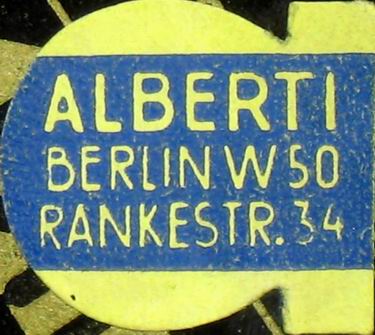 ALBERTI
BERLIN W 50
RANKESTR. 34